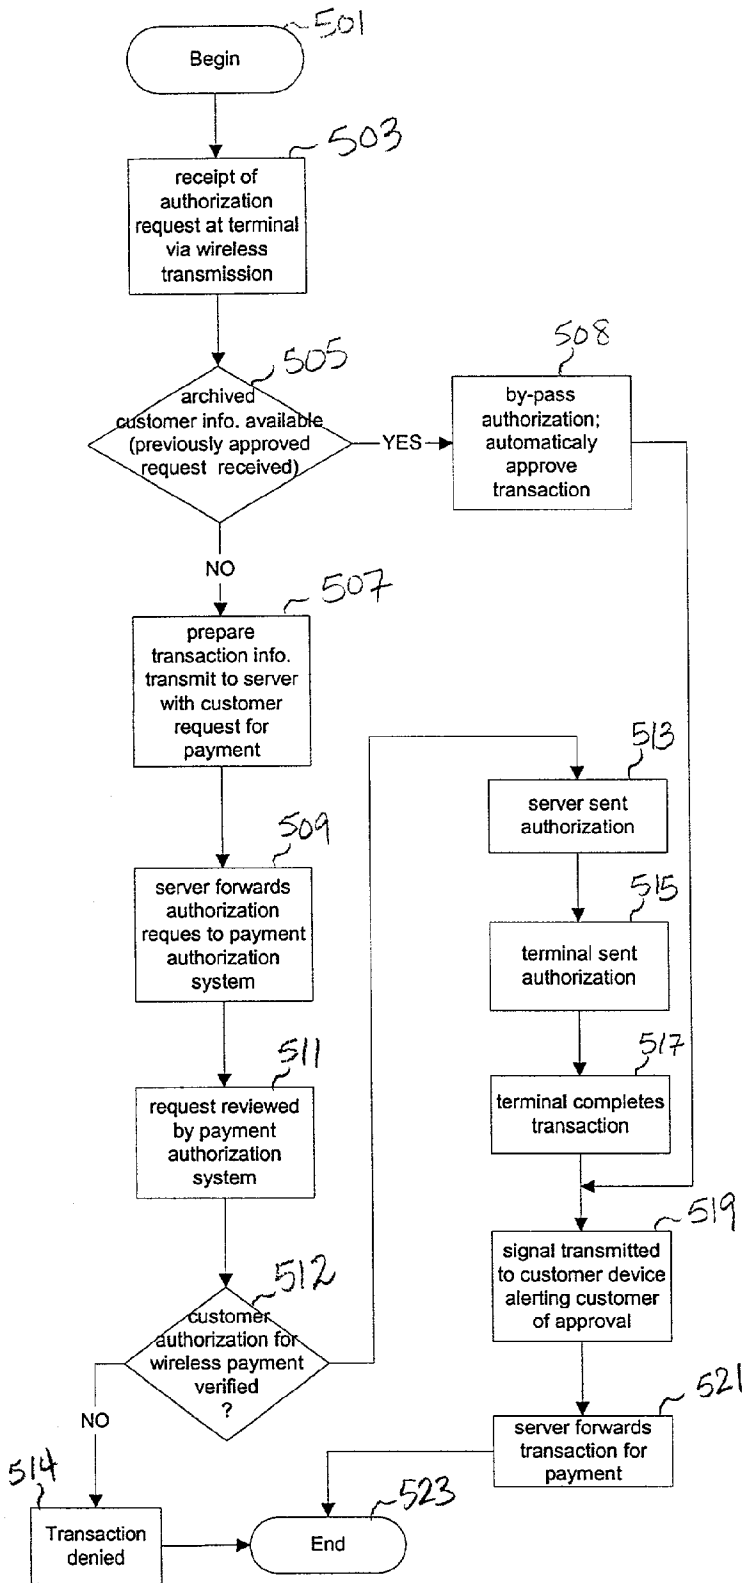 501
Begin
503
receipt of
authorization
request at terminal
via wireless
transmission
505
archived
customer info. available
(previously approved
request received)
YES
508
by-pass
authorization;
automaticaly
approve
transaction
NO
507
prepare
transaction info.
transmit to server
with customer
request for
payment
509
server forwards
authorization
reques to payment
authorization
system
511
request reviewed
by payment
authorization
system
512
customer
authorization for
wireless payment
verified
?
NO
514
Transaction
denied
513
server sent
authorization
515
terminal sent
authorization
517
terminal completes
transaction
519
signal transmitted
to customer device
alerting customer
of approval
521
server forwards
transaction for
payment
523
End